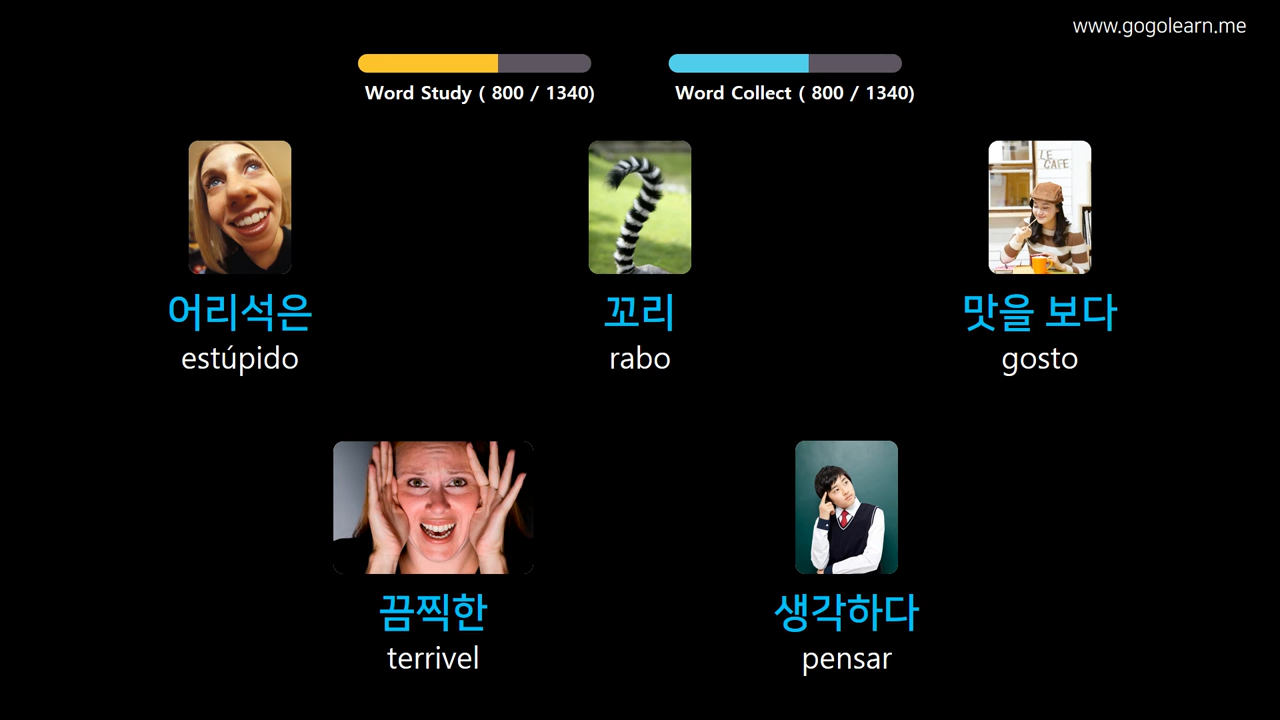 www.gogolearn.me
Word Study ( 800 / 1340)
Word Collect ( 800 / 1340)
LE CAFE
어리석은
estúpido
꼬리
rabo
맛을 보다
gosto
끔찍한
terrivel
생각하다
pensar